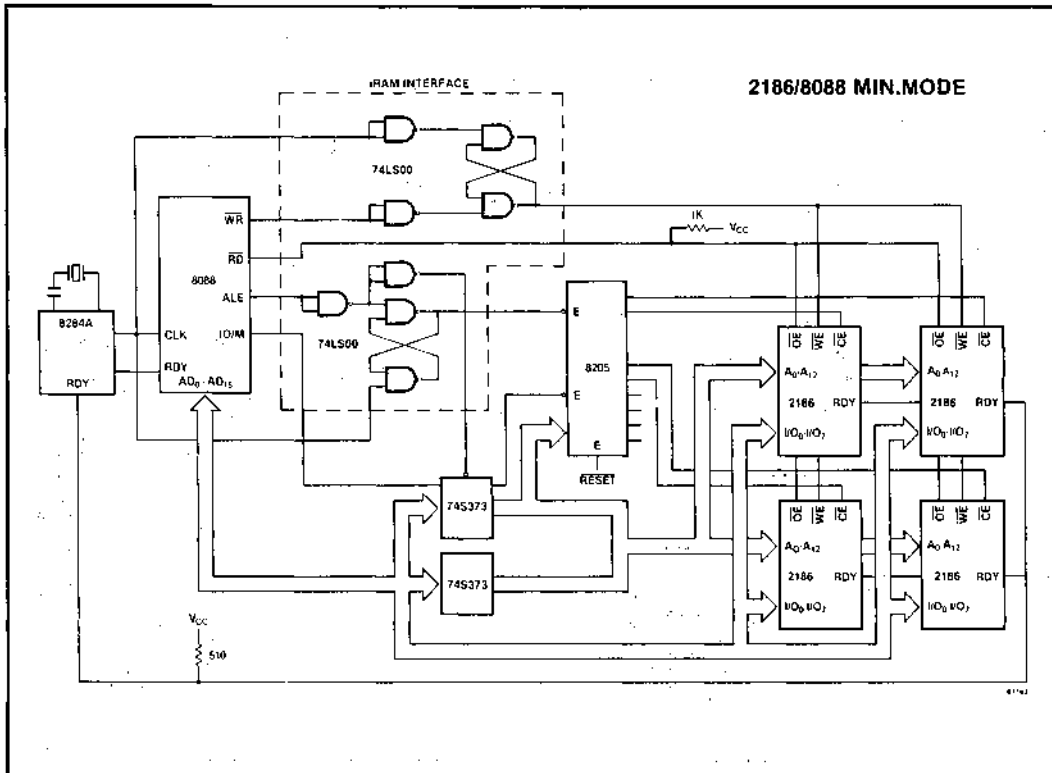 iRAM INTERFACE
2186/8088 MIN.MODE
74LS00
WR
RD
8088
ALE
IO/M
CLK
RDY
AD0 - AD15
8284A
RDY
74LS00
1K
VCC
E
8205
E
E
RESET
OE WE CE
A0-A12
2186 RDY
I/O0-I/O7
OE WE CE
A0-A12
2186 RDY
I/O0-I/O7
74S373
74S373
OE WE CE
A0-A12
2186 RDY
I/O0-I/O7
OE WE CE
A0-A12
2186 RDY
I/O0-I/O7
VCC
510